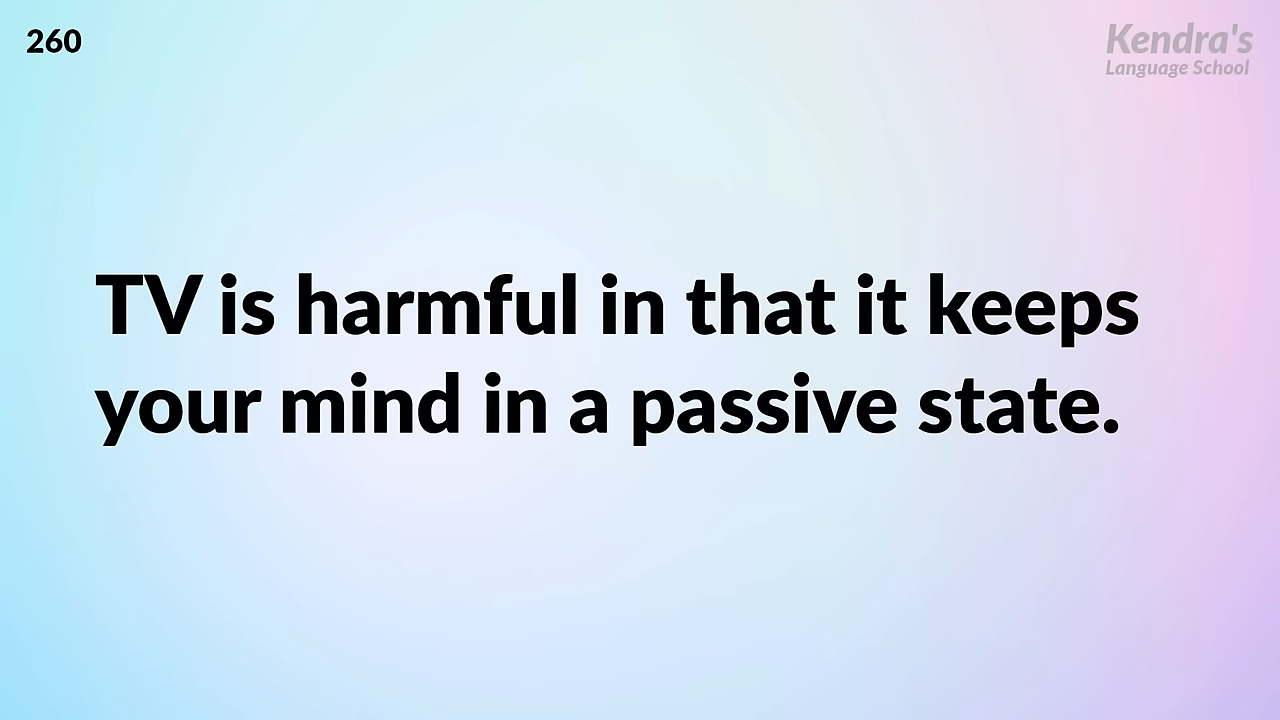 260
Kendra's
Language School
TV is harmful in that it keeps
your mind in a passive state.